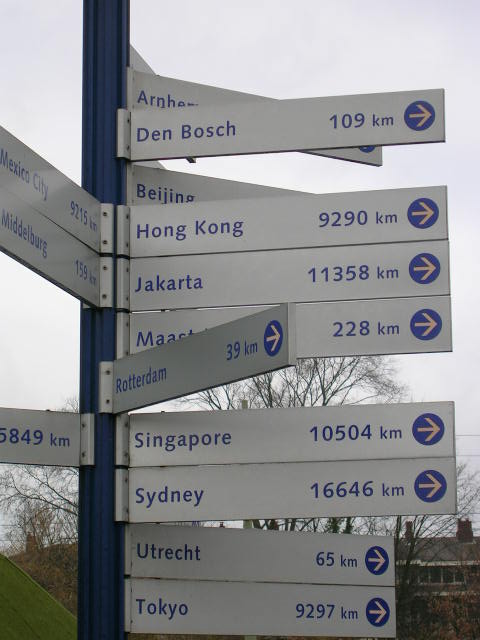 Den Bosch 109 km
Beijing
Hong Kong 9290 km
Mexico City 9215 km
Middelburg 159 km
Jakarta 11358 km
228 km
Rotterdam 39 km
5849 km
Singapore 10504 km
Sydney 16646 km
Utrecht 65 km
Tokyo 9297 km